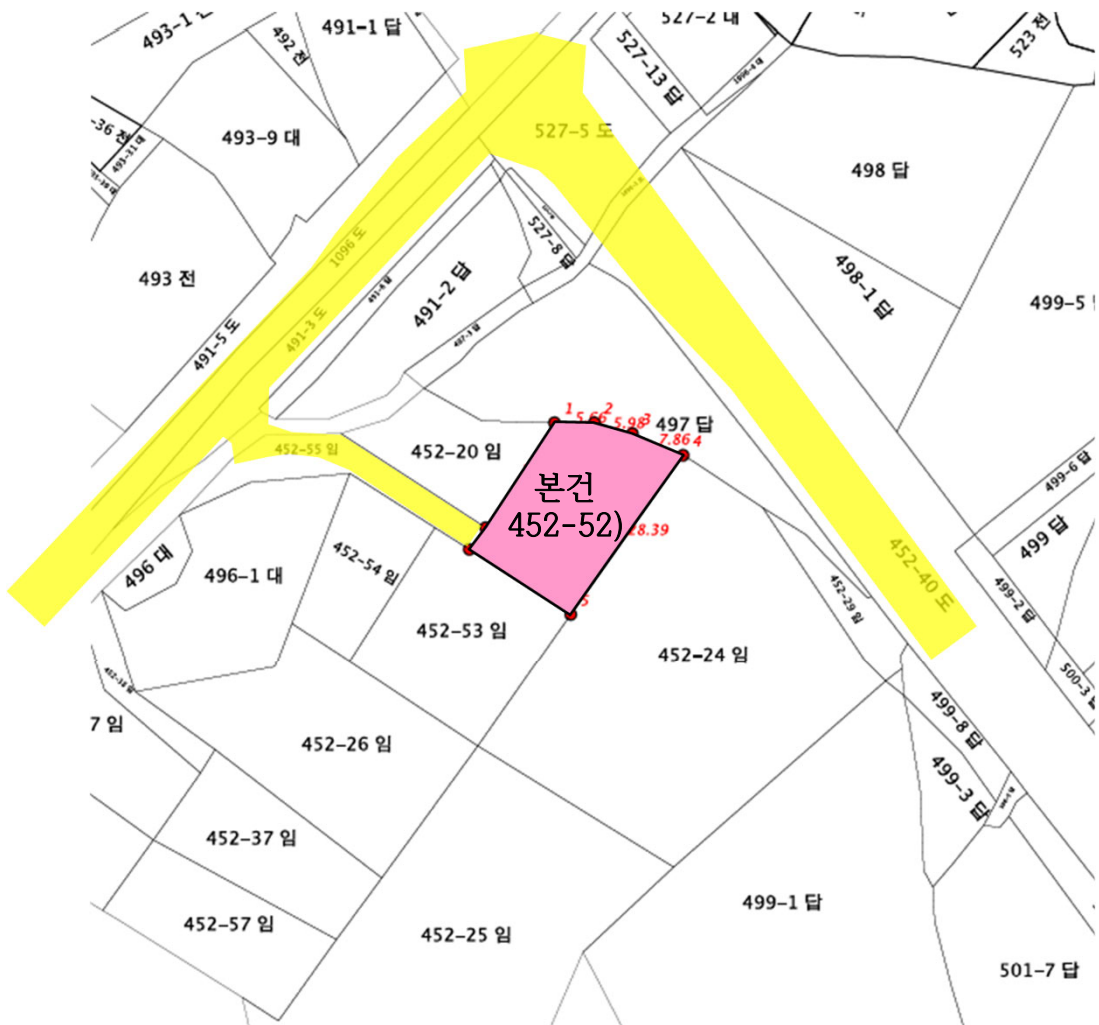 493-1
492 전
491-1 답
527-2 대
523 전
527-13 답
-36 전
493-31 대
493-9 대
527-5 도
498 답
493 전
1096 도
527-8 답
491-2 답
498-1 답
499-5
491-5 도
491-3 도
1
5.66
2
5.98
3
7.86
4
497 답
452-55 임
452-20 임
본건
452-52)
28.39
5
499-6 답
499 답
496 대
496-1 대
452-54 임
452-53 임
452-24 임
452-29 임
452-40 도
499-2 답
500-3 답
7 임
452-26 임
499-8 답
499-3 답
452-37 임
452-57 임
452-25 임
499-1 답
501-7 답